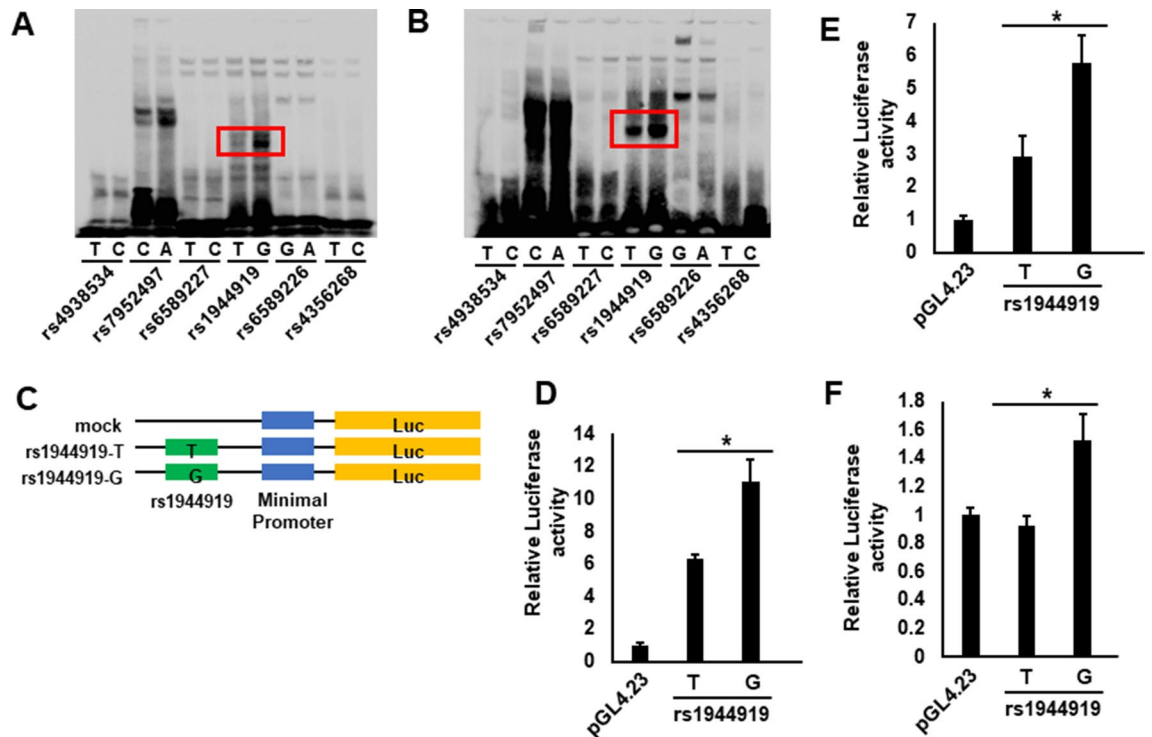 A
T C C A T C T G G A T C
rs4938534 rs7952497 rs6589227 rs1944919 rs6589226 rs4356268
B
T C C A T C T G G A T C
rs4938534 rs7952497 rs6589227 rs1944919 rs6589226 rs4356268
C
mock Luc
rs1944919-T T Luc
rs1944919-G G Luc
rs1944919 Minimal
Promoter
D
Relative Luciferase
activity
14
12
10
8
6
4
2
0
*
pGL4.23 T G
rs1944919
E
Relative Luciferase
activity
7
6
5
4
3
2
1
0
*
pGL4.23 T G
rs1944919
F
Relative Luciferase
activity
1.8
1.6
1.4
1.2
1
0.8
0.6
0.4
0.2
0
*
pGL4.23 T G
rs1944919